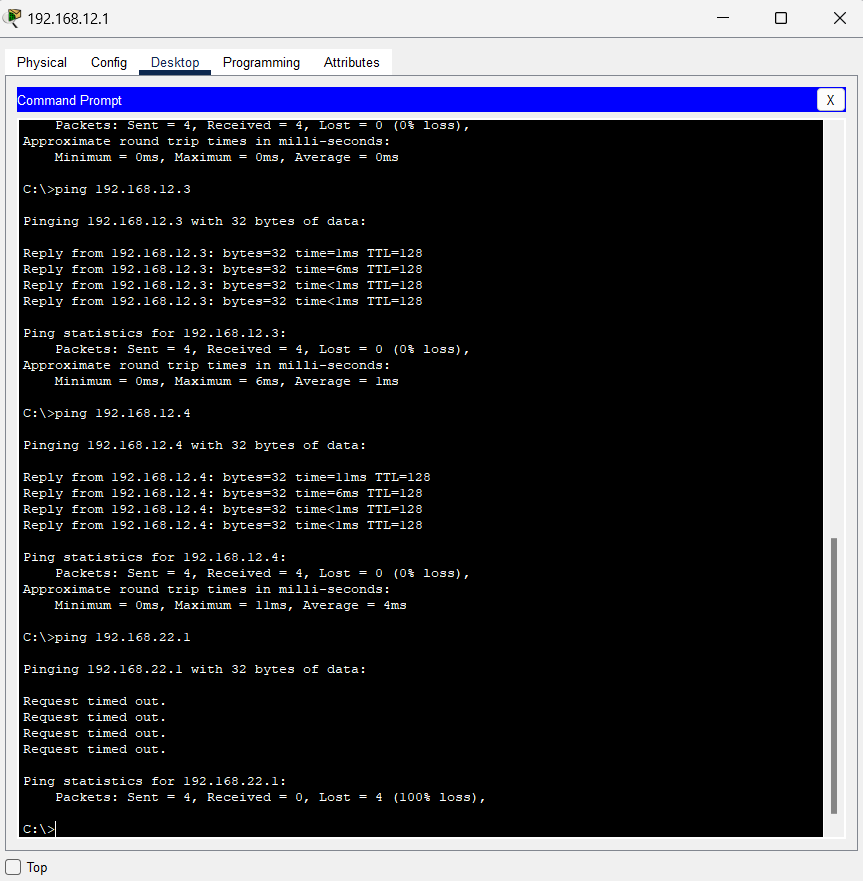 192.168.12.1
Physical Config Desktop Programming Attributes
Command Prompt X
Packets: Sent = 4, Received = 4, Lost = 0 (0% loss),
Approximate round trip times in milli-seconds:
Minimum = 0ms, Maximum = 0ms, Average = 0ms
C:\>ping 192.168.12.3
Pinging 192.168.12.3 with 32 bytes of data:
Reply from 192.168.12.3: bytes=32 time=1ms TTL=128
Reply from 192.168.12.3: bytes=32 time=6ms TTL=128
Reply from 192.168.12.3: bytes=32 time<1ms TTL=128
Reply from 192.168.12.3: bytes=32 time<1ms TTL=128
Ping statistics for 192.168.12.3:
Packets: Sent = 4, Received = 4, Lost = 0 (0% loss),
Approximate round trip times in milli-seconds:
Minimum = 0ms, Maximum = 6ms, Average = 1ms
C:\>ping 192.168.12.4
Pinging 192.168.12.4 with 32 bytes of data:
Reply from 192.168.12.4: bytes=32 time=11ms TTL=128
Reply from 192.168.12.4: bytes=32 time=6ms TTL=128
Reply from 192.168.12.4: bytes=32 time<1ms TTL=128
Reply from 192.168.12.4: bytes=32 time<1ms TTL=128
Ping statistics for 192.168.12.4:
Packets: Sent = 4, Received = 4, Lost = 0 (0% loss),
Approximate round trip times in milli-seconds:
Minimum = 0ms, Maximum = 11ms, Average = 4ms
C:\>ping 192.168.22.1
Pinging 192.168.22.1 with 32 bytes of data:
Request timed out.
Request timed out.
Request timed out.
Request timed out.
Ping statistics for 192.168.22.1:
Packets: Sent = 4, Received = 0, Lost = 4 (100% loss),
C:\>
Top